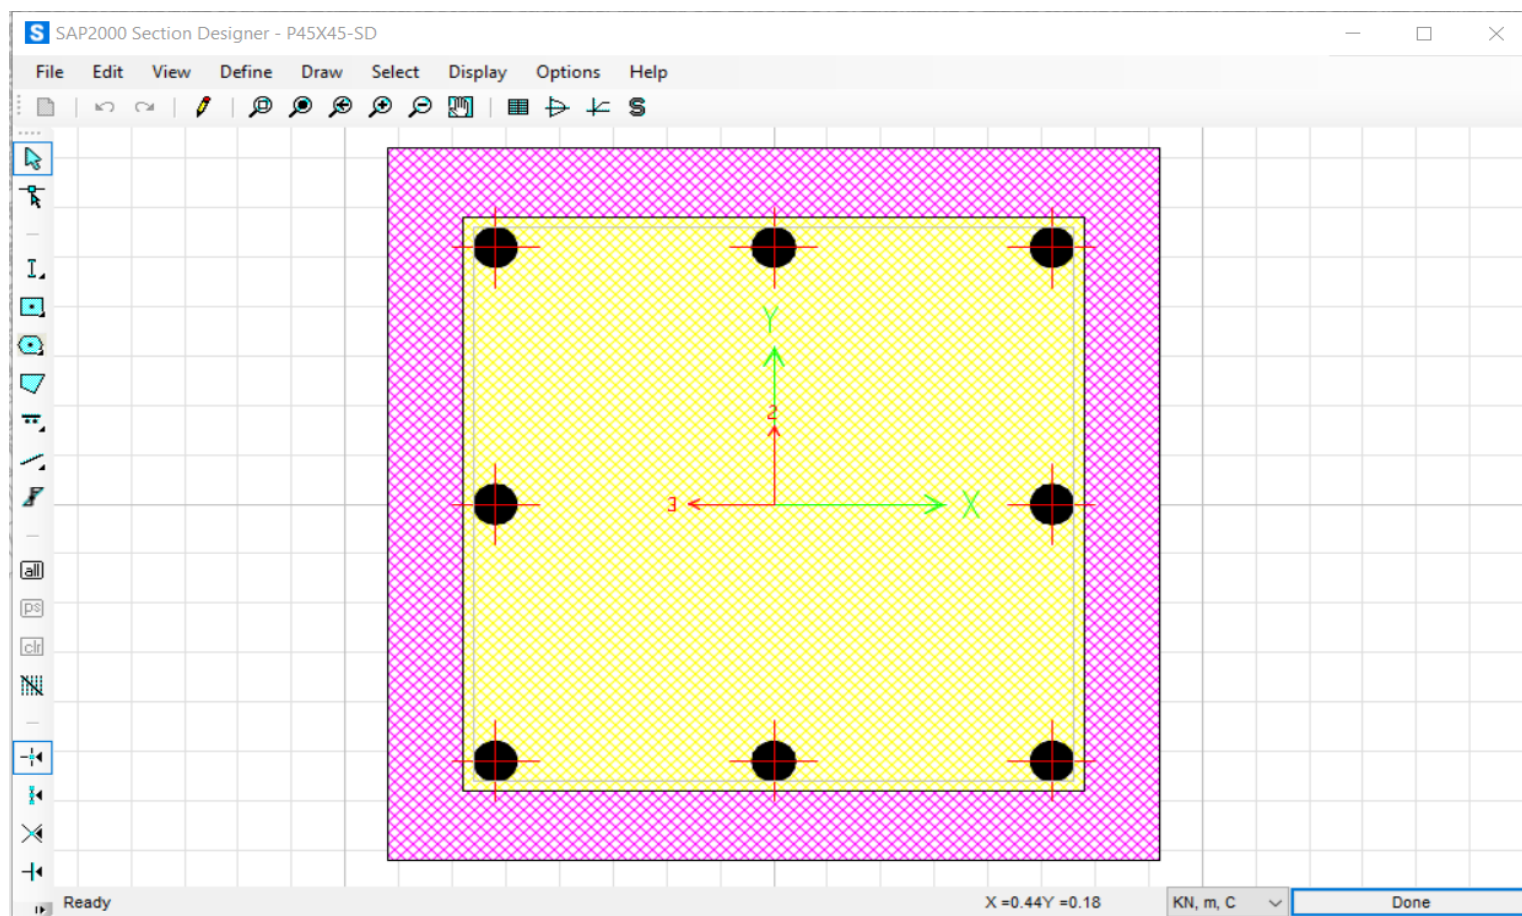 S SAP2000 Section Designer - P45X45-SD
File Edit View Define Draw Select Display Options Help
S
Y
2
3 X
all
ps
clr
Ready X =0.44Y =0.18 KN, m, C Done